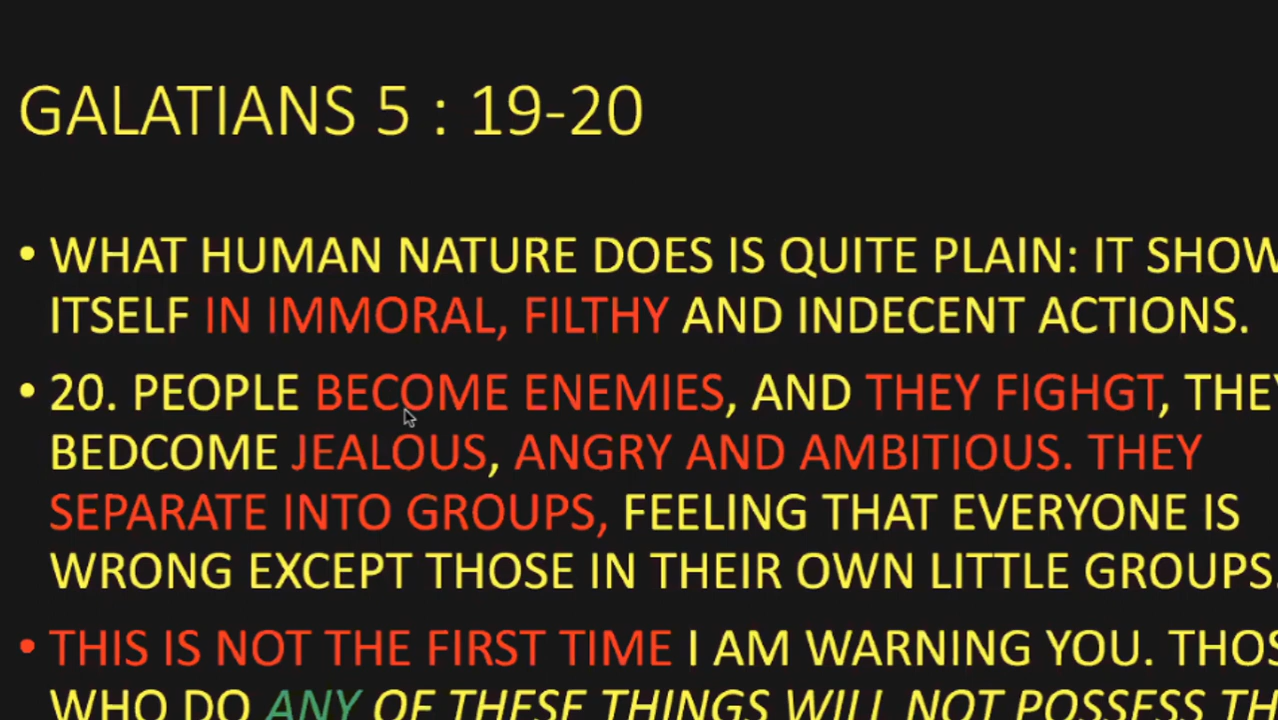 GALATIANS 5 : 19-20
• WHAT HUMAN NATURE DOES IS QUITE PLAIN: IT SHOW
ITSELF IN IMMORAL, FILTHY AND INDECENT ACTIONS.
• 20. PEOPLE BECOME ENEMIES, AND THEY FIGHGT, THEY
BEDCOME JEALOUS, ANGRY AND AMBITIOUS. THEY
SEPARATE INTO GROUPS, FEELING THAT EVERYONE IS
WRONG EXCEPT THOSE IN THEIR OWN LITTLE GROUPS.
• THIS IS NOT THE FIRST TIME I AM WARNING YOU. THOS
WHO DO ANY OF THESE THINGS WILL NOT POSSESS TH